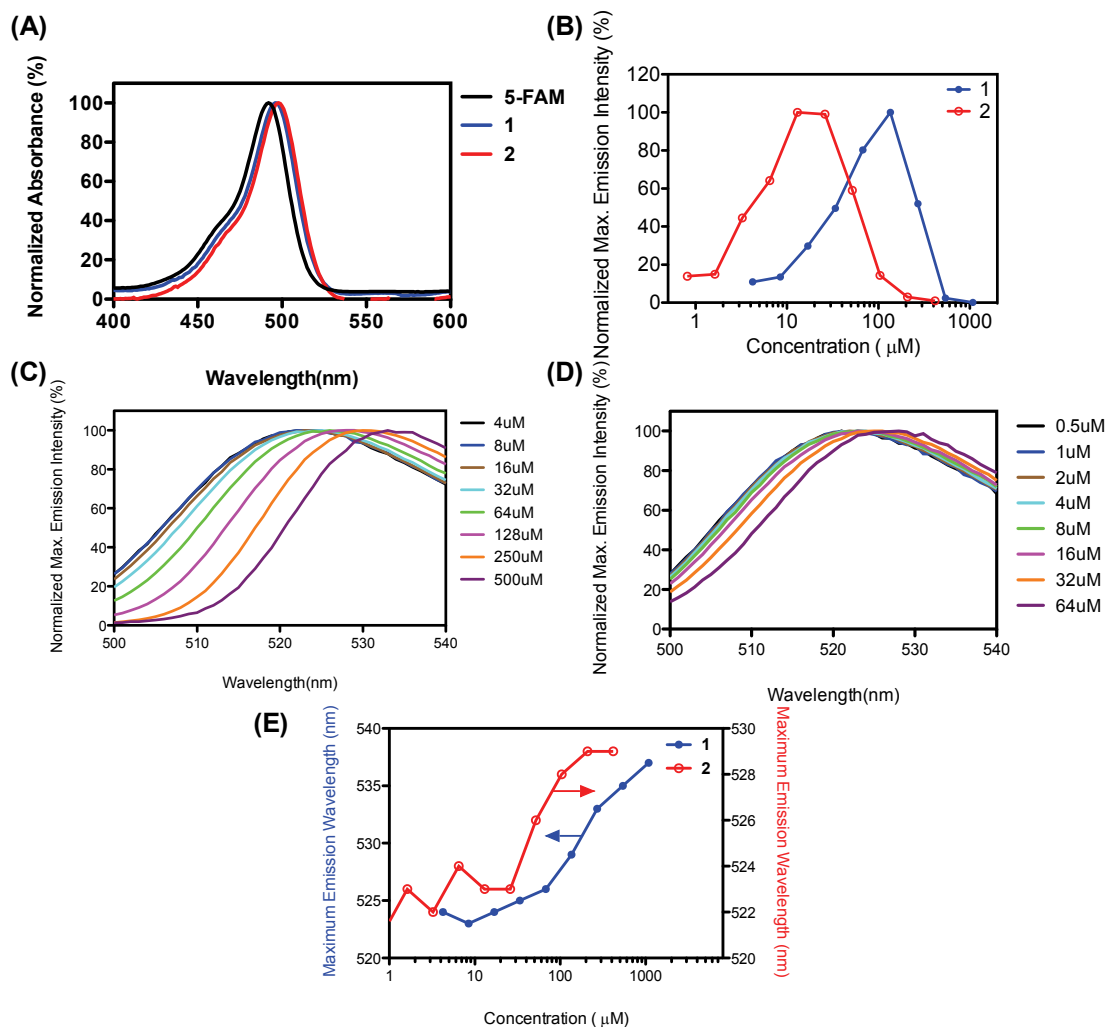 (A)
Normalized Absorbance (%)
100
80
60
40
20
0
400
450
500
550
600
Wavelength(nm)
5-FAM
1
2
(B)
Normalized Max. Emission Intensity (%)
120
100
80
60
40
20
0
1
10
100
1000
Concentration ( μM)
1
2
(C)
Normalized Max. Emission Intensity (%)
100
80
60
40
20
0
500
510
520
530
540
Wavelength(nm)
4uM
8uM
16uM
32uM
64uM
128uM
250uM
500uM
(D)
Normalized Max. Emission Intensity (%)
100
80
60
40
20
0
500
510
520
530
540
Wavelength(nm)
0.5uM
1uM
2uM
4uM
8uM
16uM
32uM
64uM
(E)
Maximum Emission Wavelength (nm)
540
535
530
525
520
1
10
100
1000
Concentration ( μM)
530
528
526
524
522
520
Maximum Emission Wavelength (nm)
1
2